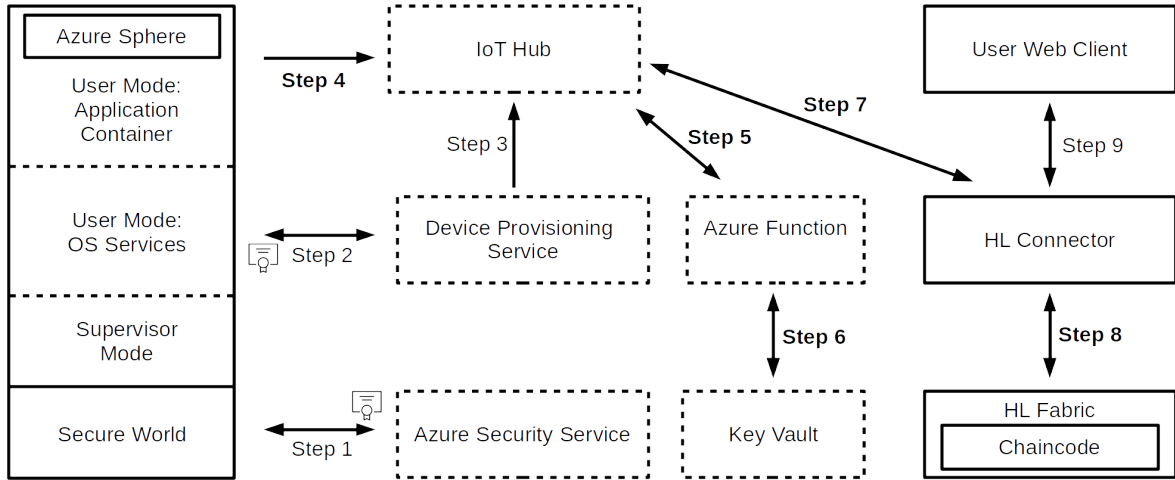 Azure Sphere
User Mode:
Application
Container
User Mode:
OS Services
Supervisor
Mode
Secure World
Step 4
IoT Hub
Step 3
Step 5
Step 7
User Web Client
Step 9
Step 2
Device Provisioning
Service
Azure Function
HL Connector
Step 6
Step 8
Step 1
Azure Security Service
Key Vault
HL Fabric
Chaincode